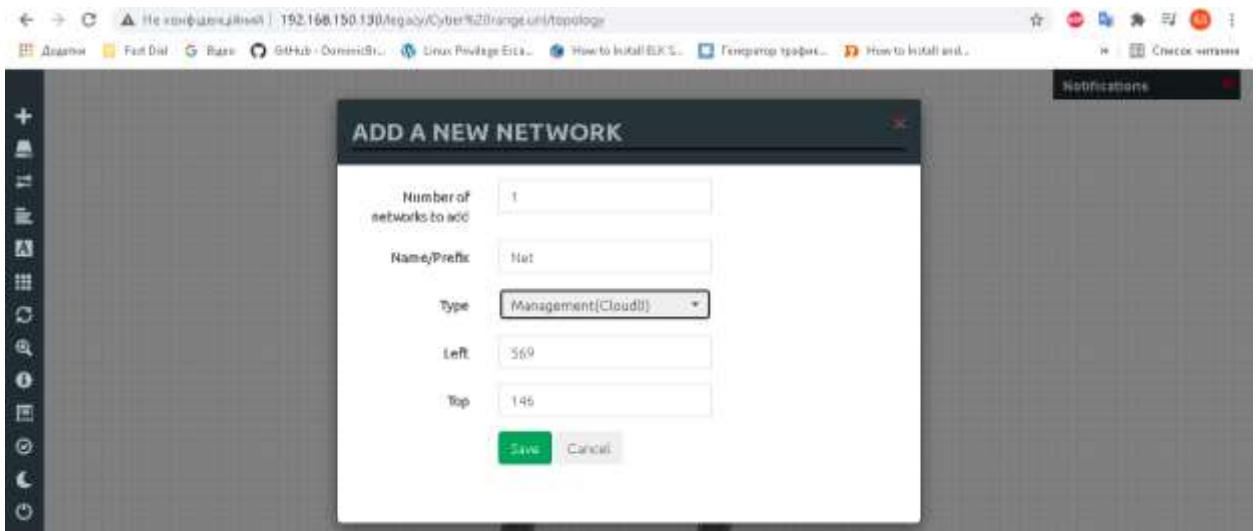 Не конфіденційний | 192.168.150.130/legacy/Cyber%20range.unl/topology
Додатки Fast Dial G Відео GitHub - DominicBr... Linux Privilege Esca... How to Install ELK S... Генератор трафік... How to Install and... » Список читання
Notifications
ADD A NEW NETWORK
Number of
networks to add
1
Name/Prefix
Net
Type
Management(Cloud0)
Left
569
Top
146
Save Cancel